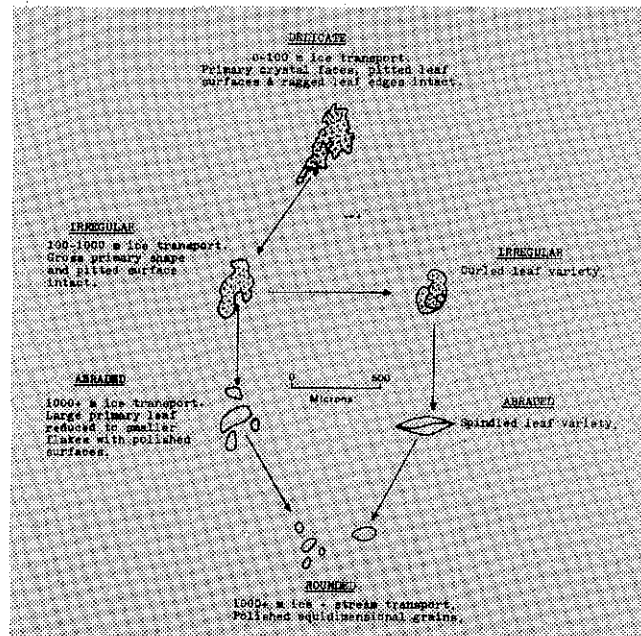 DELICATE
0-100 m ice transport.
Primary crystal faces, pitted leaf
surfaces & ragged leaf edges intact.
IRREGULAR
100-1000 m ice transport.
Gross primary shape
and pitted surface
intact.
IRREGULAR
Curled leaf variety.
ABRADED
1000+ m ice transport.
Large primary leaf
reduced to smaller
flakes with polished
surfaces.
0 500
Microns
ABRADED
Spindled leaf variety.
ROUNDED
1000+ m ice - stream transport.
Polished equidimensional grains.